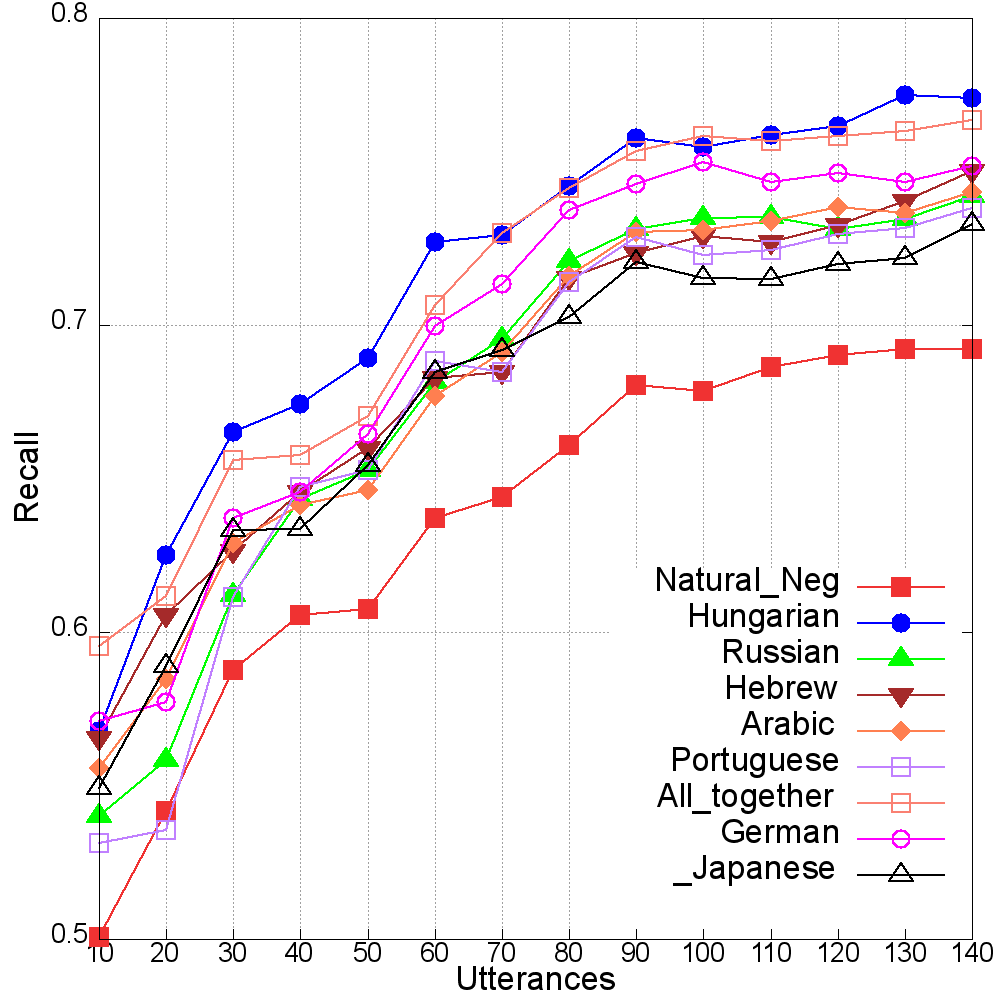 0.8
0.7
0.6
0.5
Recall
Natural_Neg
Hungarian
Russian
Hebrew
Arabic
Portuguese
All_together
German
_Japanese
10 20 30 40 50 60 70 80 90 100 110 120 130 140
Utterances